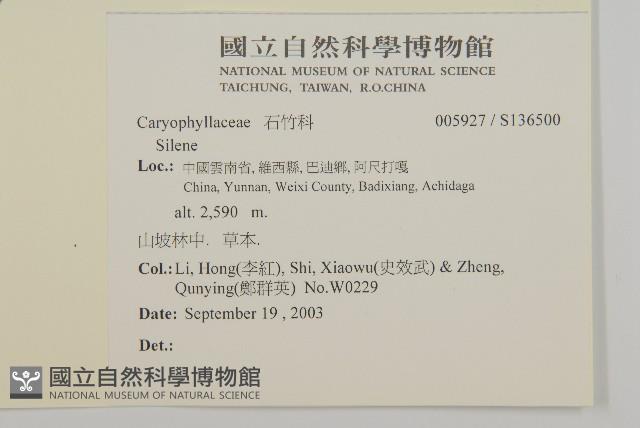 國立自然科學博物館
NATIONAL MUSEUM OF NATURAL SCIENCE
TAICHUNG, TAIWAN, R.O.CHINA
Caryophyllaceae 石竹科 005927 / S136500
Silene
Loc.: 中國雲南省, 維西縣, 巴迪鄉, 阿尺打嘎
China, Yunnan, Weixi County, Badixiang, Achidaga
alt. 2,590 m.
山坡林中. 草本.
Col.: Li, Hong(李紅), Shi, Xiaowu(史效武) & Zheng,
Qunying(鄭群英) No.W0229
Date: September 19 , 2003
Det.:
國立自然科學博物館
NATIONAL MUSEUM OF NATURAL SCIENCE